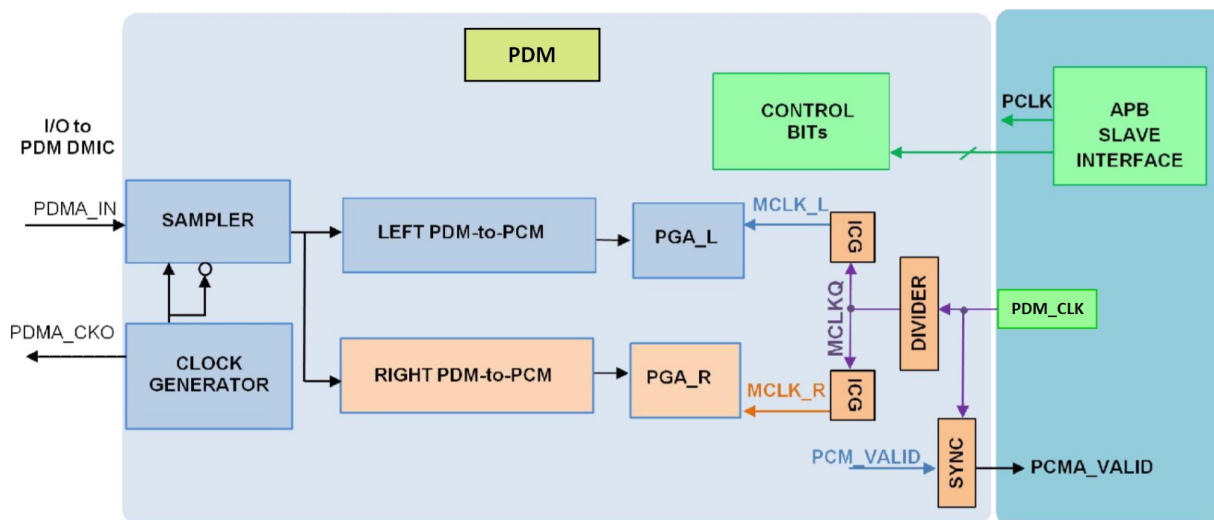 PDM
I/O to
PDM DMIC
CONTROL
BITs
PCLK
APB
SLAVE
INTERFACE
PDMA_IN
SAMPLER
LEFT PDM-to-PCM
PGA_L
MCLK_L
ICG
PDMA_CKO
CLOCK
GENERATOR
MCLKQ
DIVIDER
PDM_CLK
RIGHT PDM-to-PCM
PGA_R
MCLK_R
ICG
PCM_VALID
SYNC
PCMA_VALID